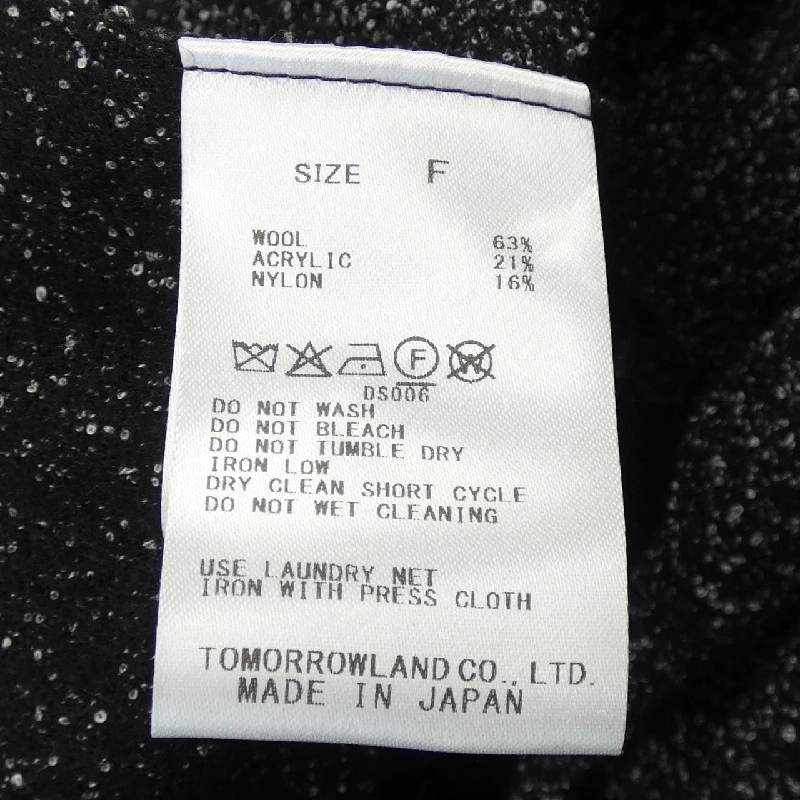 SIZE F
WOOL 63%
ACRYLIC 21%
NYLON 16%
F W
DS006
DO NOT WASH
DO NOT BLEACH
DO NOT TUMBLE DRY
IRON LOW
DRY CLEAN SHORT CYCLE
DO NOT WET CLEANING
USE LAUNDRY NET
IRON WITH PRESS CLOTH
TOMORROWLAND CO., LTD.
MADE IN JAPAN